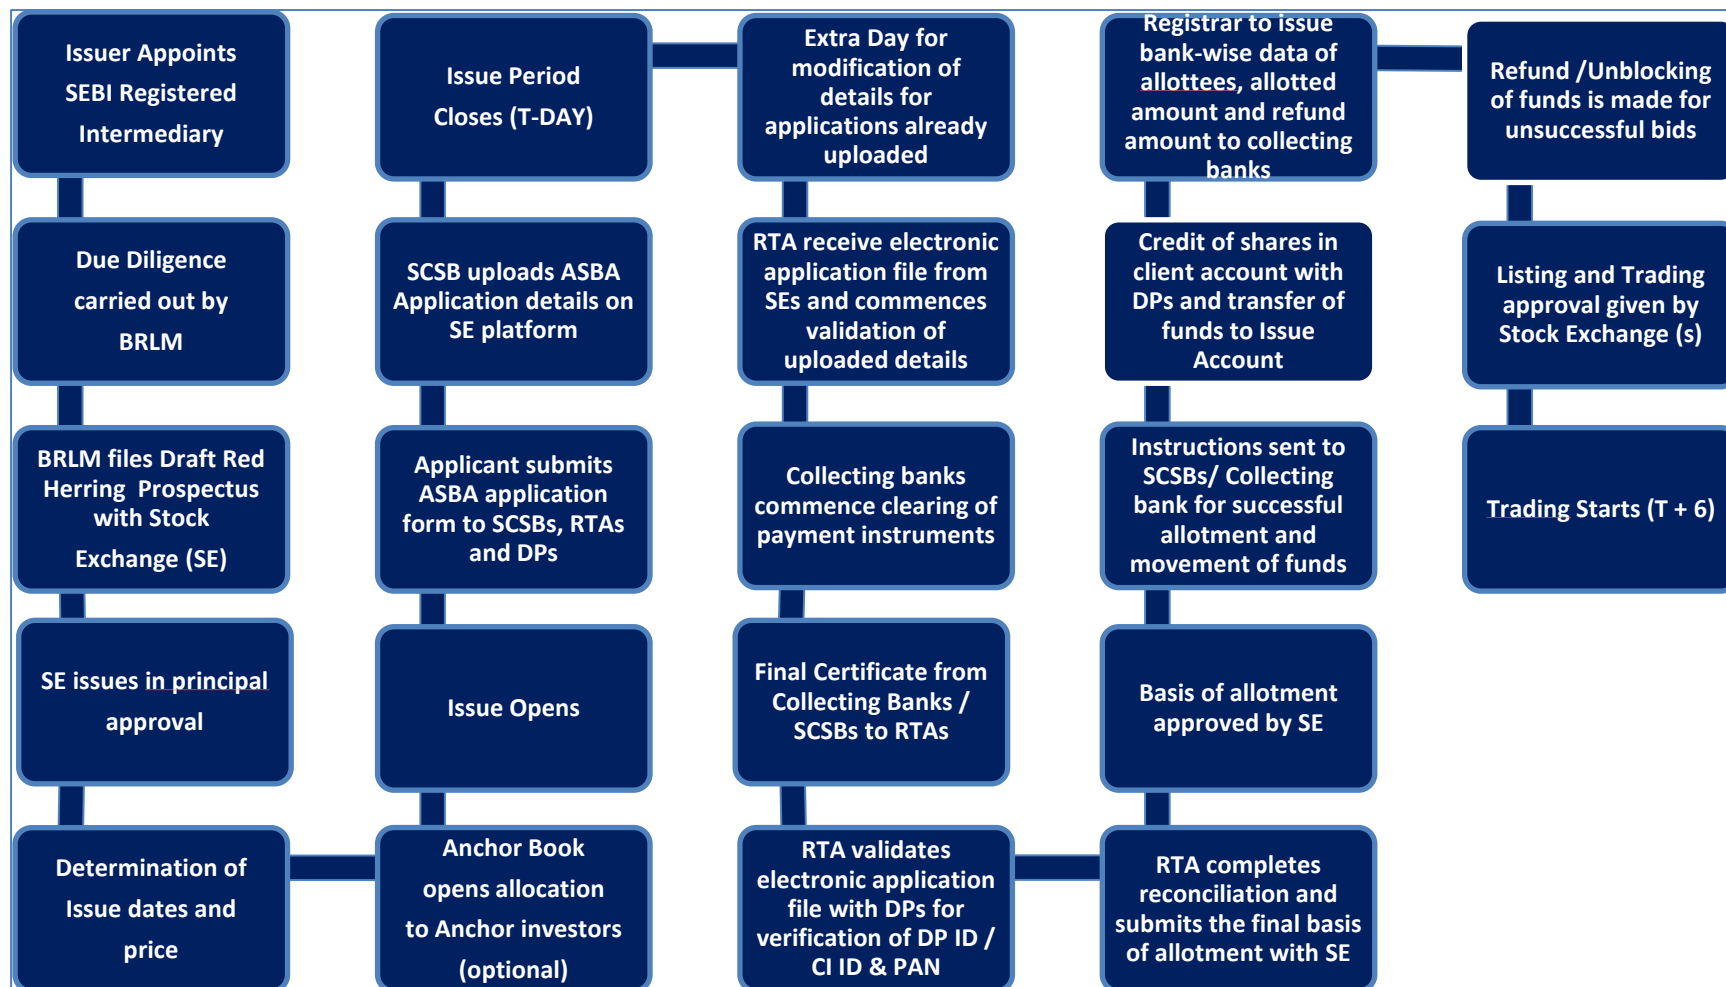 Issuer Appoints
SEBI Registered
Intermediary
Due Diligence
carried out by
BRLM
BRLM files Draft Red
Herring Prospectus
with Stock
Exchange (SE)
SE issues in principal
approval
Determination of
Issue dates and
price
Anchor Book
opens allocation
to Anchor investors
(optional)
Issue Opens
Applicant submits
ASBA application
form to SCSBs, RTAs
and DPs
SCSB uploads ASBA
Application details on
SE platform
Issue Period
Closes (T-DAY)
Extra Day for
modification of
details for
applications already
uploaded
RTA receive electronic
application file from
SEs and commences
validation of
uploaded details
Collecting banks
commence clearing of
payment instruments
Final Certificate from
Collecting Banks /
SCSBs to RTAs
RTA validates
electronic application
file with DPs for
verification of DP ID /
CI ID & PAN
RTA completes
reconciliation and
submits the final basis
of allotment with SE
Basis of allotment
approved by SE
Instructions sent to
SCSBs/ Collecting
bank for successful
allotment and
movement of funds
Credit of shares in
client account with
DPs and transfer of
funds to Issue
Account
Registrar to issue
bank-wise data of
allottees, allotted
amount and refund
amount to collecting
banks
Refund /Unblocking
of funds is made for
unsuccessful bids
Listing and Trading
approval given by
Stock Exchange (s)
Trading Starts (T + 6)